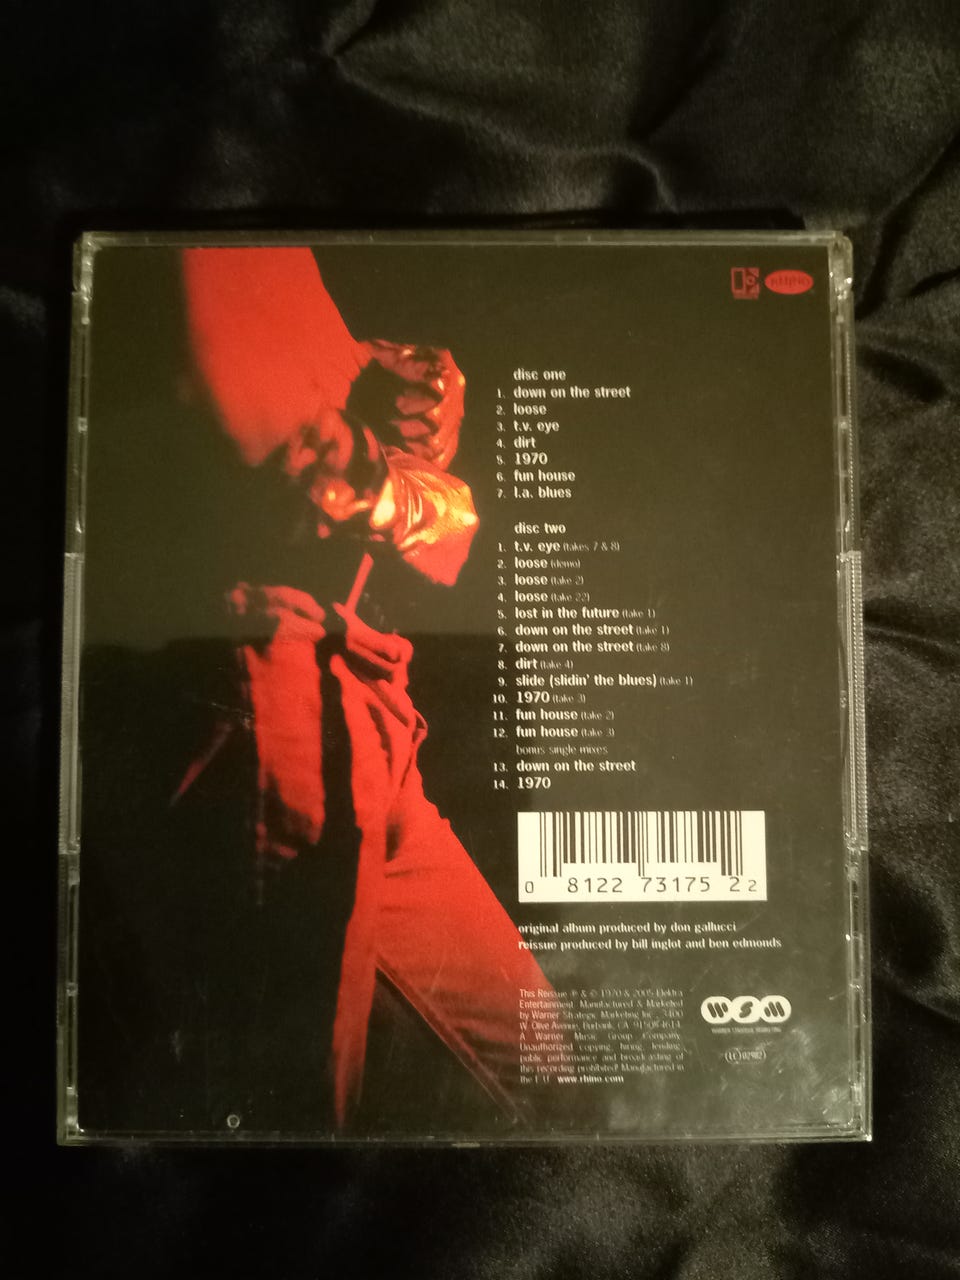 RHINO
disc one
1. down on the street
2. loose
3. t.v. eye
4. dirt
5. 1970
6. fun house
7. l.a. blues
disc two
1. t.v. eye (takes 7 & 8)
2. loose (demo)
3. loose (take 2)
4. loose (take 22)
5. lost in the future (take 1)
6. down on the street (take 1)
7. down on the street (take 8)
8. dirt (take 4)
9. slide (slidin' the blues) (take 1)
10. 1970 (take 3)
11. fun house (take 2)
12. fun house (take 3)
bonus single mixes
13. down on the street
14. 1970
0 8122 73175 2 2
original album produced by don gallucci
reissue produced by bill inglot and ben edmonds
This Reissue ℗ & © 1970 & 2005 Elektra
Entertainment. Manufactured & Marketed
by Warner Strategic Marketing Inc., 3400
W. Olive Avenue, Burbank, CA 91505-4614.
A Warner Music Group Company.
Unauthorized copying, hiring, lending,
public performance and broadcasting of
this recording prohibited! Manufactured in
the E.U. www.rhino.com
WSM
WARNER STRATEGIC MARKETING
LC 02982